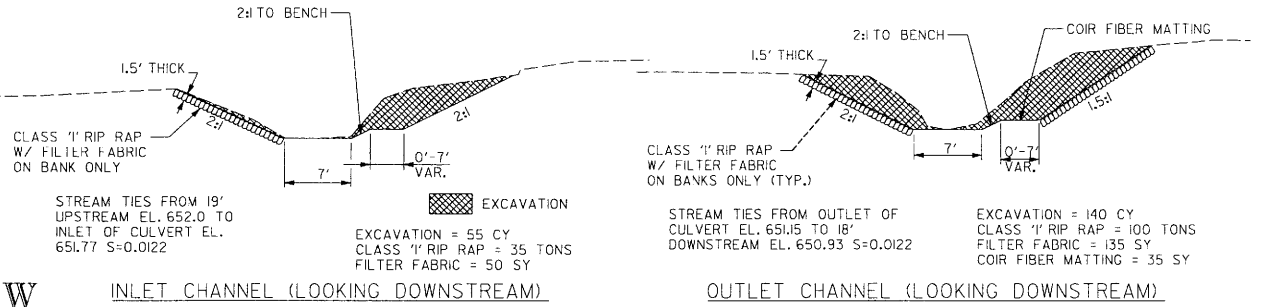 2:1 TO BENCH
1.5' THICK
2:1
2:1
CLASS 'I' RIP RAP
W/ FILTER FABRIC
ON BANK ONLY
7'
0'-7'
VAR.
STREAM TIES FROM 19'
UPSTREAM EL. 652.0 TO
INLET OF CULVERT EL.
651.77 S=0.0122
EXCAVATION
EXCAVATION = 55 CY
CLASS 'I' RIP RAP = 35 TONS
FILTER FABRIC = 50 SY
W
INLET CHANNEL (LOOKING DOWNSTREAM)
2:1 TO BENCH
COIR FIBER MATTING
1.5' THICK
2:1
1.5:1
CLASS 'I' RIP RAP
W/ FILTER FABRIC
ON BANKS ONLY (TYP.)
7'
0'-7'
VAR.
STREAM TIES FROM OUTLET OF
CULVERT EL. 651.15 TO 18'
DOWNSTREAM EL. 650.93 S=0.0122
EXCAVATION = 140 CY
CLASS 'I' RIP RAP = 100 TONS
FILTER FABRIC = 135 SY
COIR FIBER MATTING = 35 SY
OUTLET CHANNEL (LOOKING DOWNSTREAM)